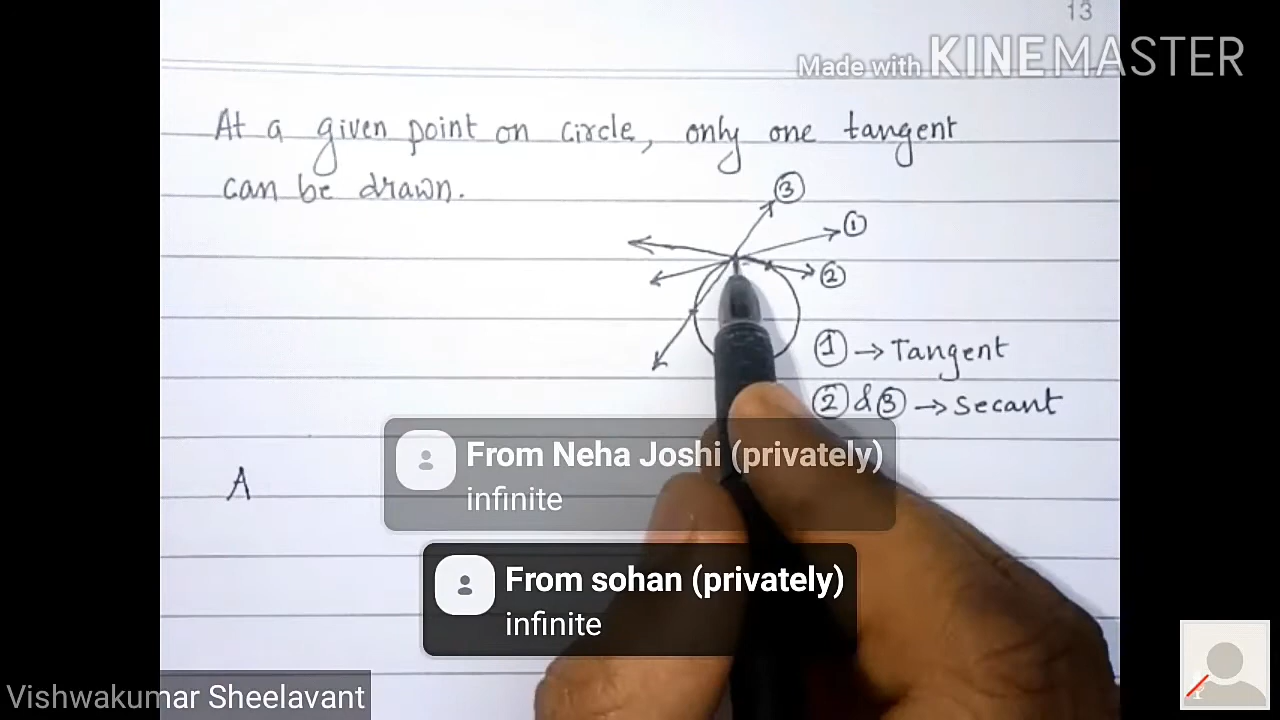 13
Made with KINEMASTER
At a given point on circle, only one tangent
can be drawn.
③
①
②
① → Tangent
② & ③ → Secant
From Neha Joshi (privately)
infinite
A
From sohan (privately)
infinite
Vishwakumar Sheelavant